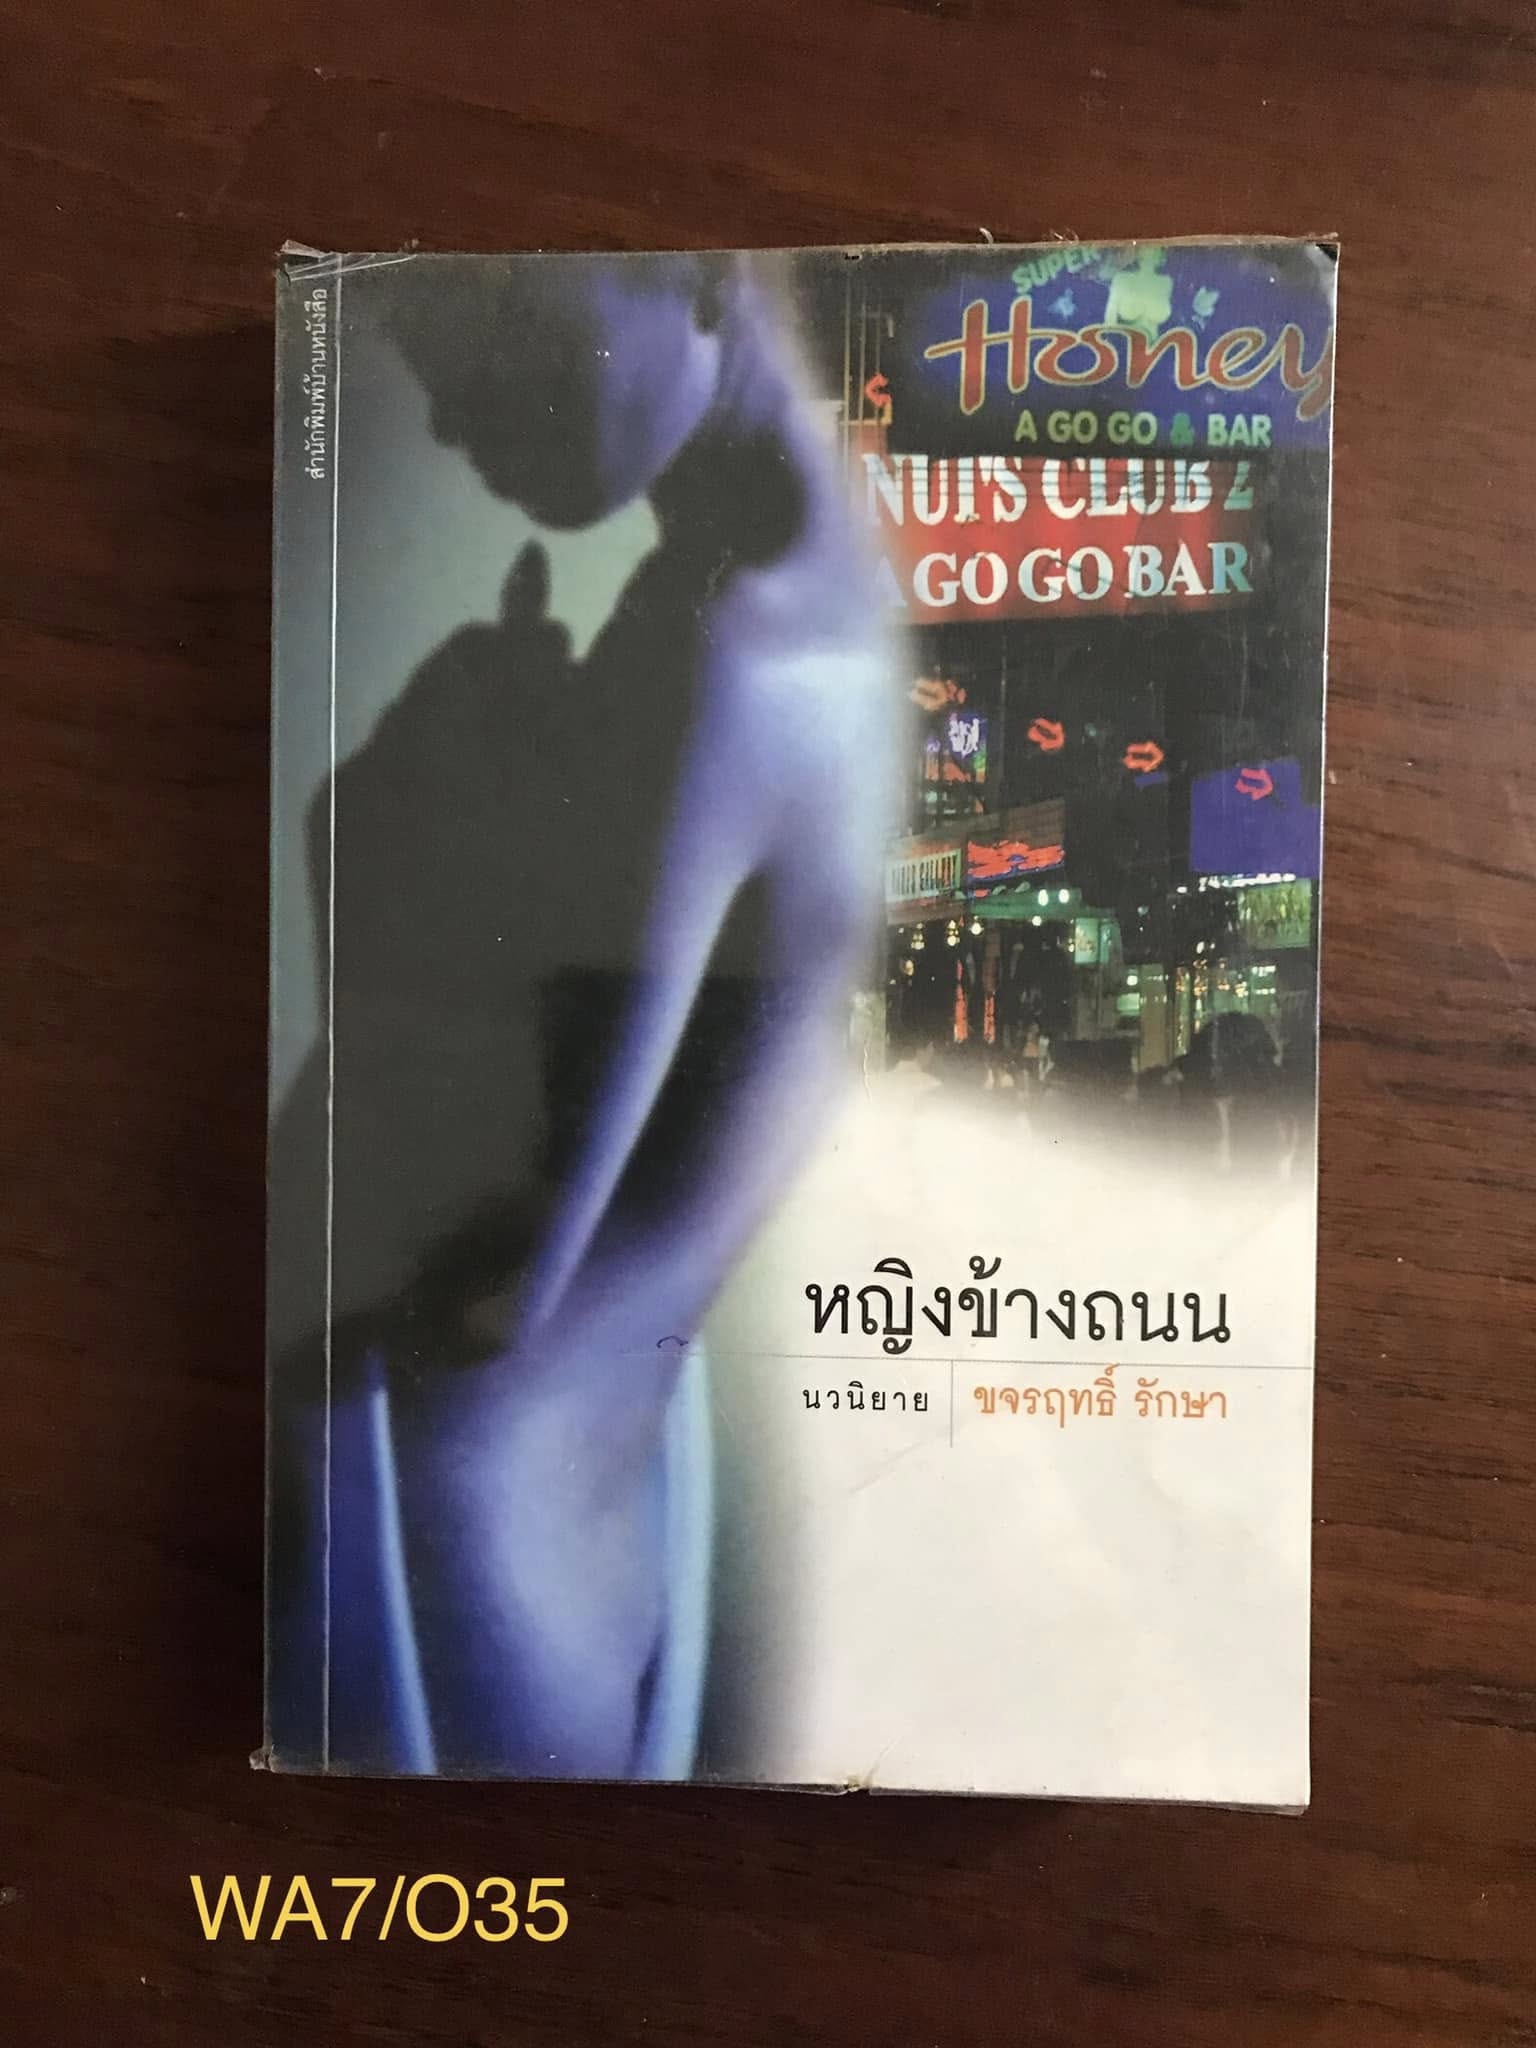 สำนักพิมพ์บ้านหนังสือ
SUPER
Honey
A GO GO & BAR
NUI'S CLUB 2
A GO GO BAR
GALLERY
หญิงข้างถนน
นวนิยาย
ขจรฤทธิ์ รักษา
WA7/O35